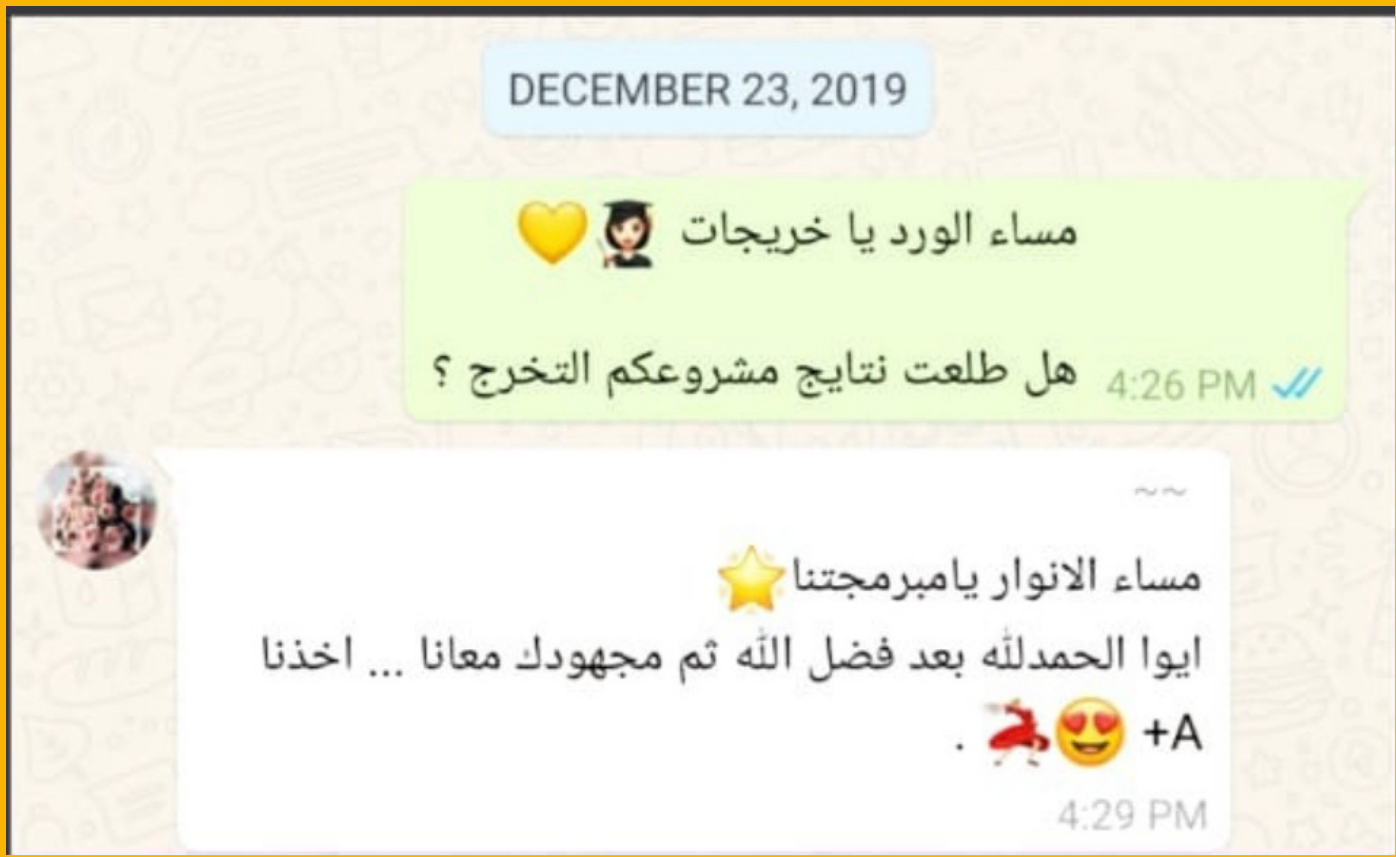 DECEMBER 23, 2019
مساء الورد يا خريجات 👩🏻‍🎓💛
هل طلعت نتايج مشروعكم التخرج ؟
4:26 PM
~~
مساء الانوار يامبرمجتنا🌟
ايوا الحمدلله بعد فضل الله ثم مجهودك معانا ... اخذنا
A+ 😍💃 .
4:29 PM